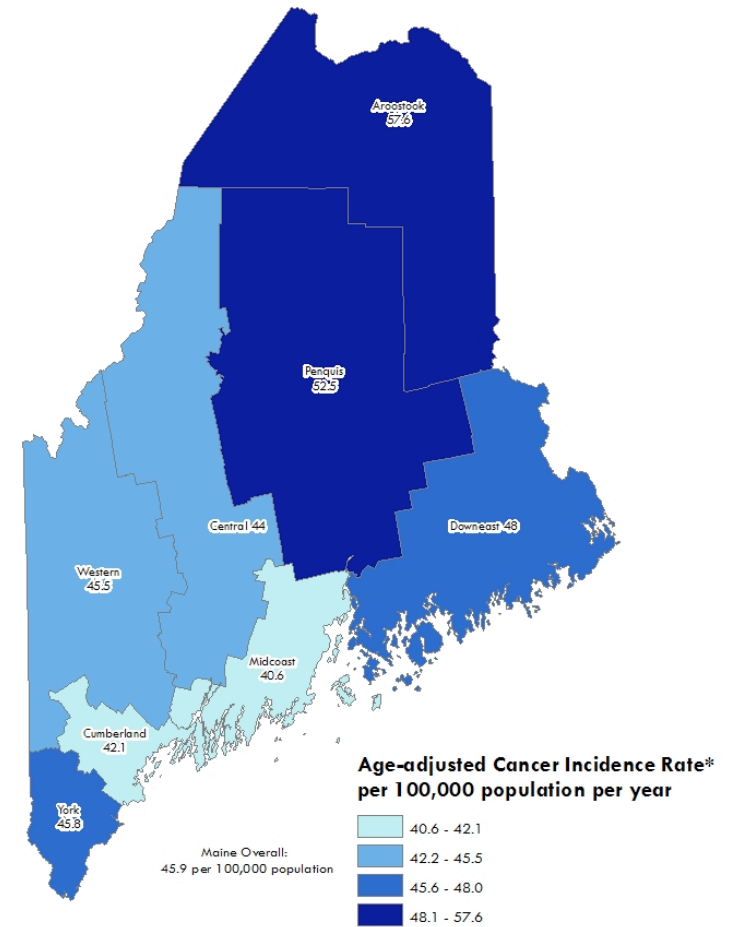 Aroostook
57.6
Penquis
52.5
Central 44
Downeast 48
Western
45.5
Midcoast
40.6
Cumberland
42.1
York
45.8
Age-adjusted Cancer Incidence Rate*
per 100,000 population per year
40.6 - 42.1
42.2 - 45.5
45.6 - 48.0
48.1 - 57.6
Maine Overall:
45.9 per 100,000 population